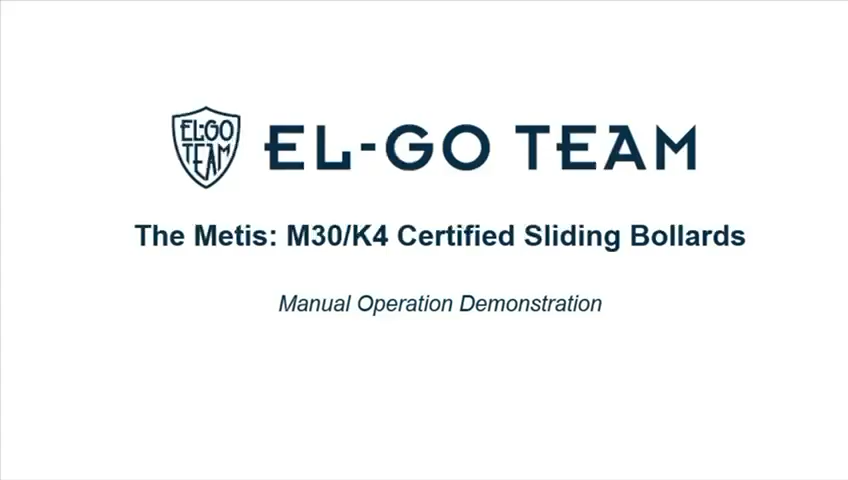 EL-GO
TEAM
EL-GO TEAM
The Metis: M30/K4 Certified Sliding Bollards
Manual Operation Demonstration